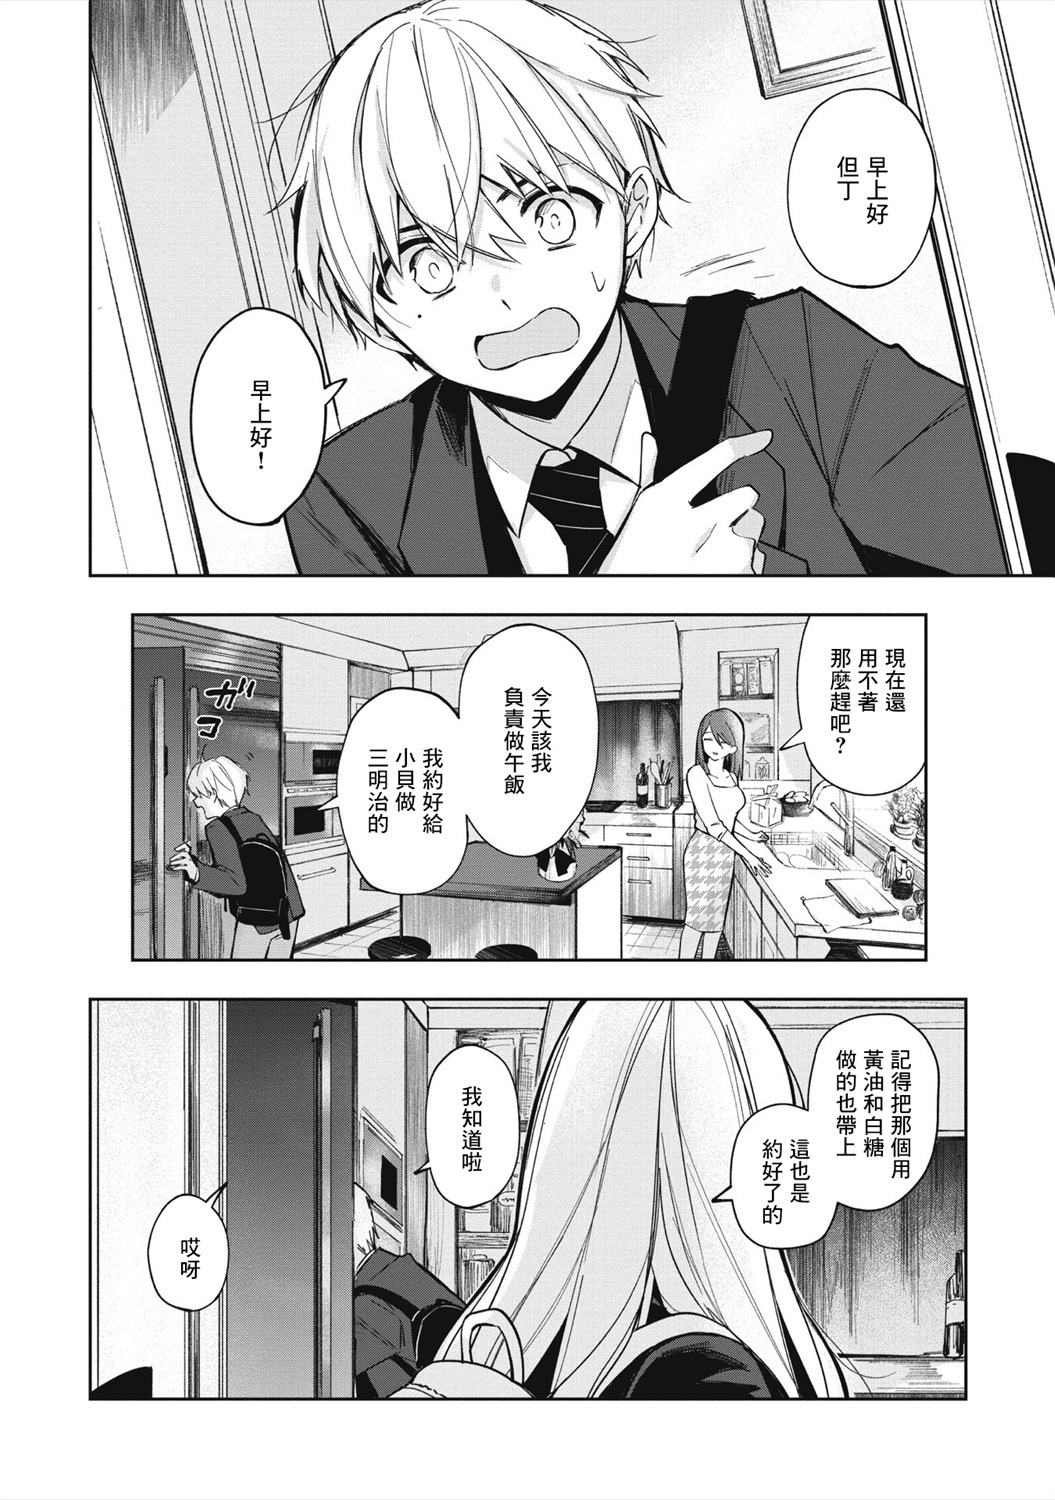 早上好
但丁
早上好！
現在還
用不著
那麼趕吧？
今天該我
負責做午飯
我約好給
小貝做
三明治的
ガコ
記得把那個用
黃油和白糖
做的也帶上
這也是
約好了的
我知道啦
哎呀